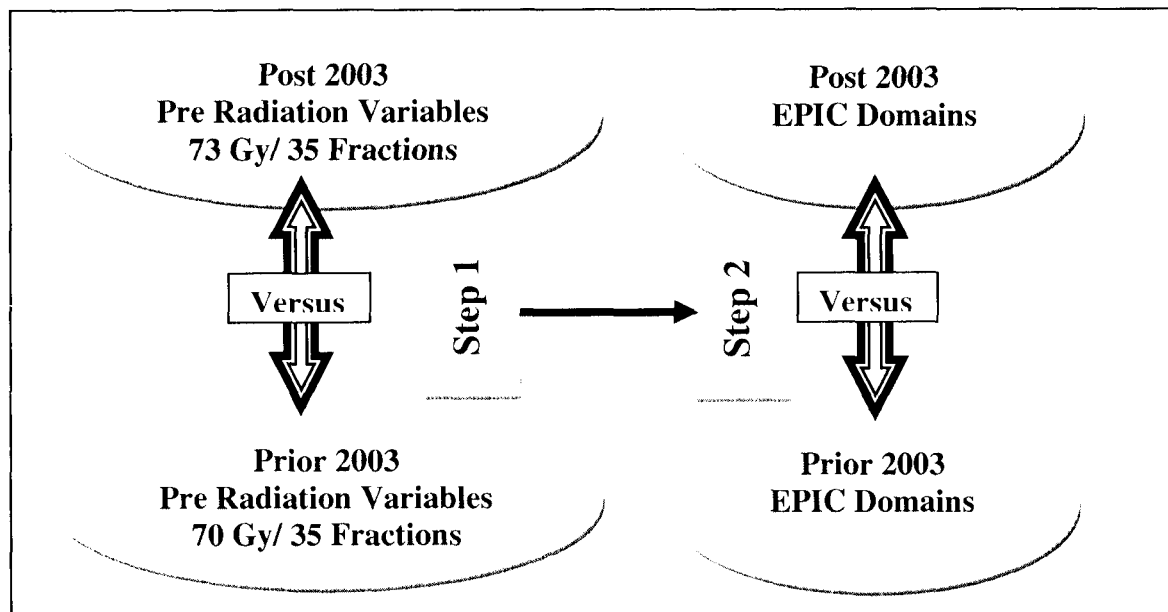 Post 2003
Pre Radiation Variables
73 Gy/ 35 Fractions
Versus
Prior 2003
Pre Radiation Variables
70 Gy/ 35 Fractions
Step 1
Step 2
Post 2003
EPIC Domains
Versus
Prior 2003
EPIC Domains